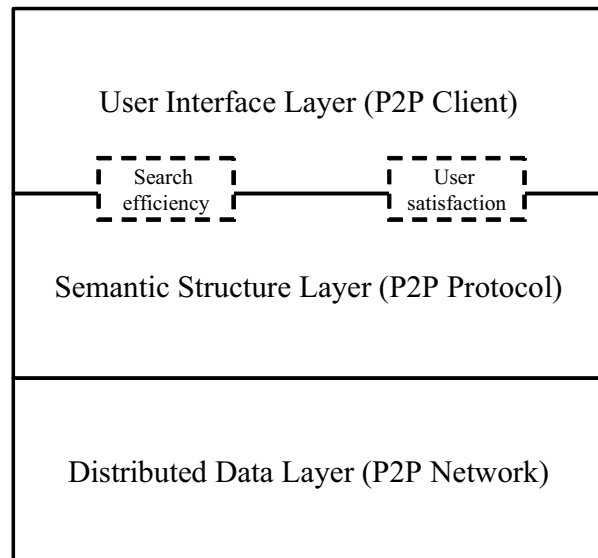 User Interface Layer (P2P Client)
Search
efficiency
User
satisfaction
Semantic Structure Layer (P2P Protocol)
Distributed Data Layer (P2P Network)